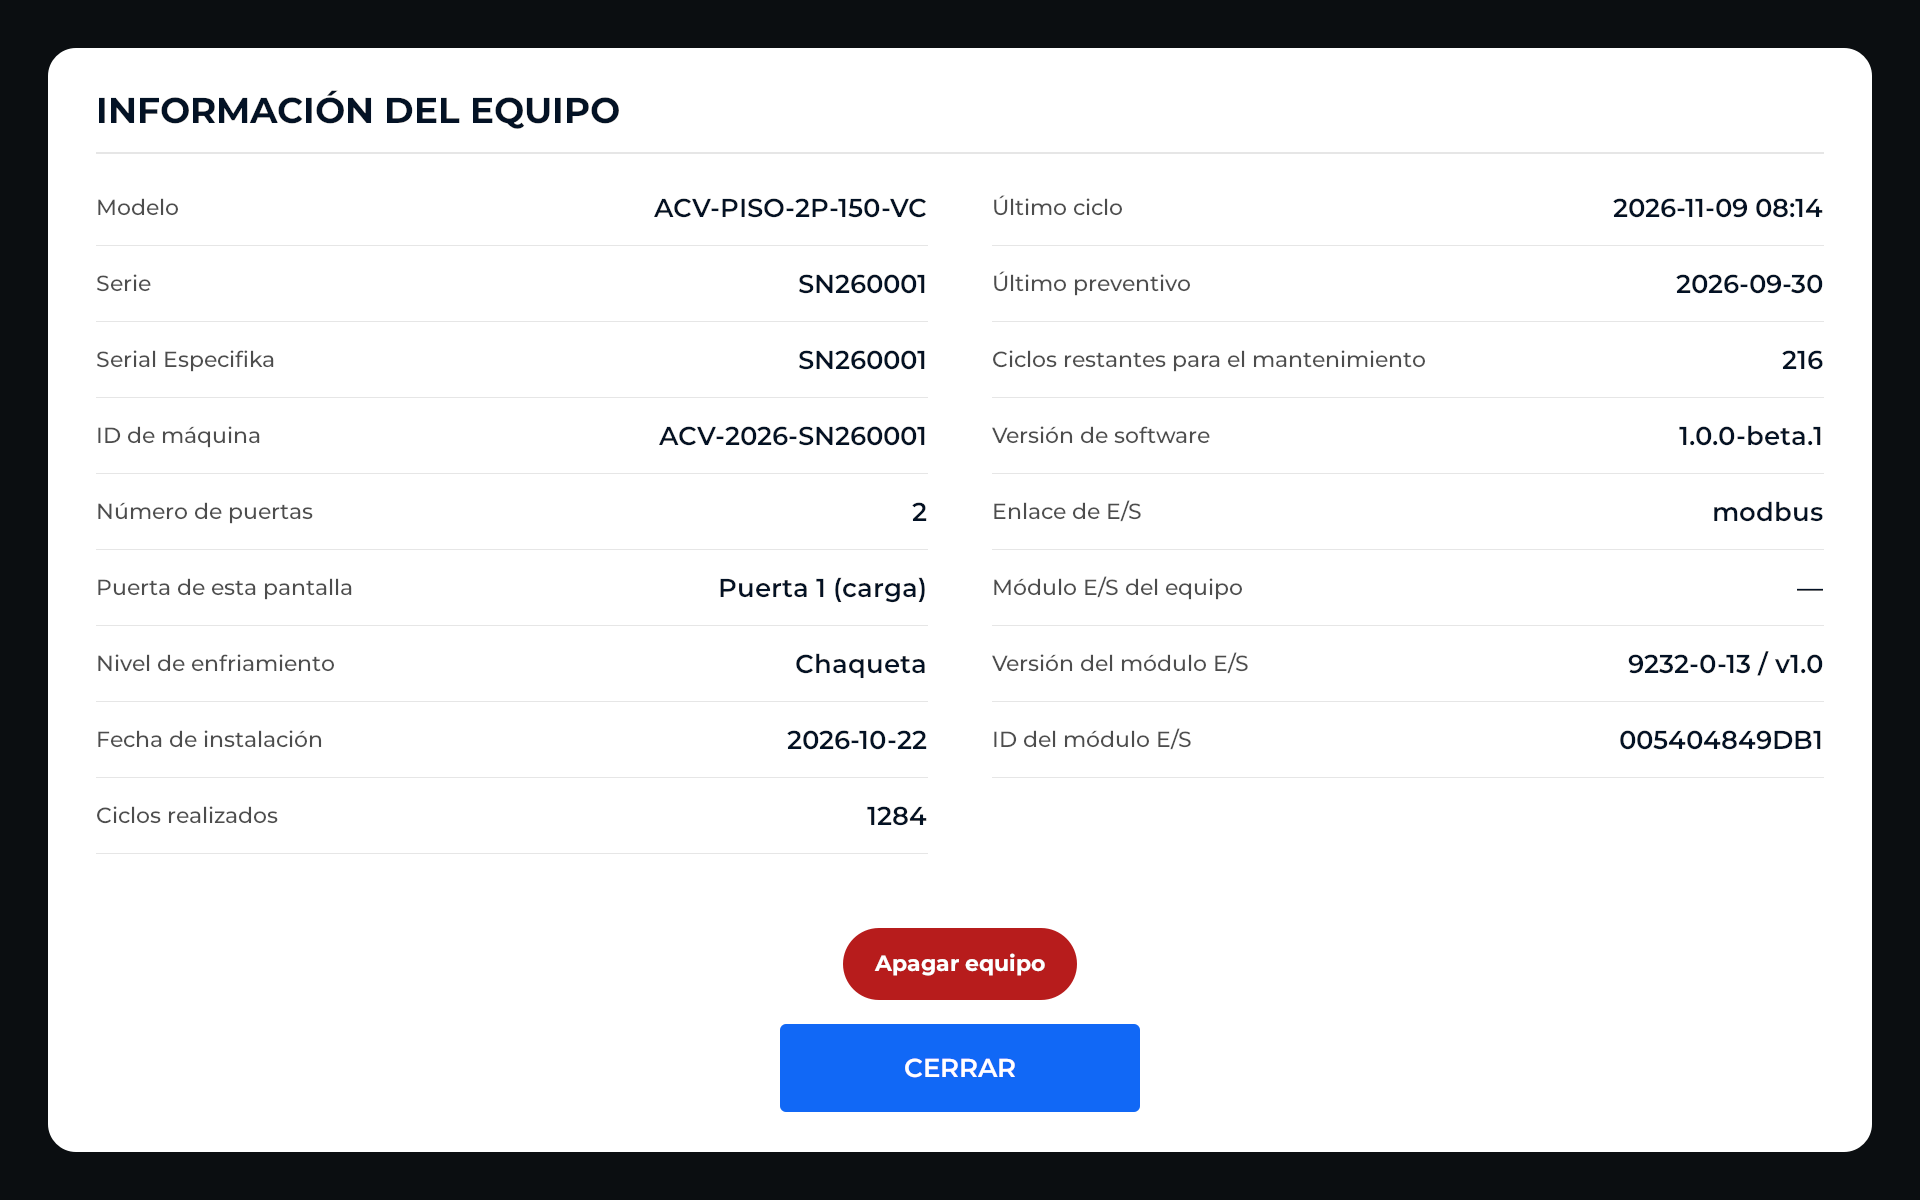 INFORMACIÓN DEL EQUIPO
Modelo ACV-PISO-2P-150-VC
Serie SN260001
Serial Especifika SN260001
ID de máquina ACV-2026-SN260001
Número de puertas 2
Puerta de esta pantalla Puerta 1 (carga)
Nivel de enfriamiento Chaqueta
Fecha de instalación 2026-10-22
Ciclos realizados 1284
Último ciclo 2026-11-09 08:14
Último preventivo 2026-09-30
Ciclos restantes para el mantenimiento 216
Versión de software 1.0.0-beta.1
Enlace de E/S modbus
Módulo E/S del equipo —
Versión del módulo E/S 9232-0-13 / v1.0
ID del módulo E/S 005404849DB1
Apagar equipo
CERRAR